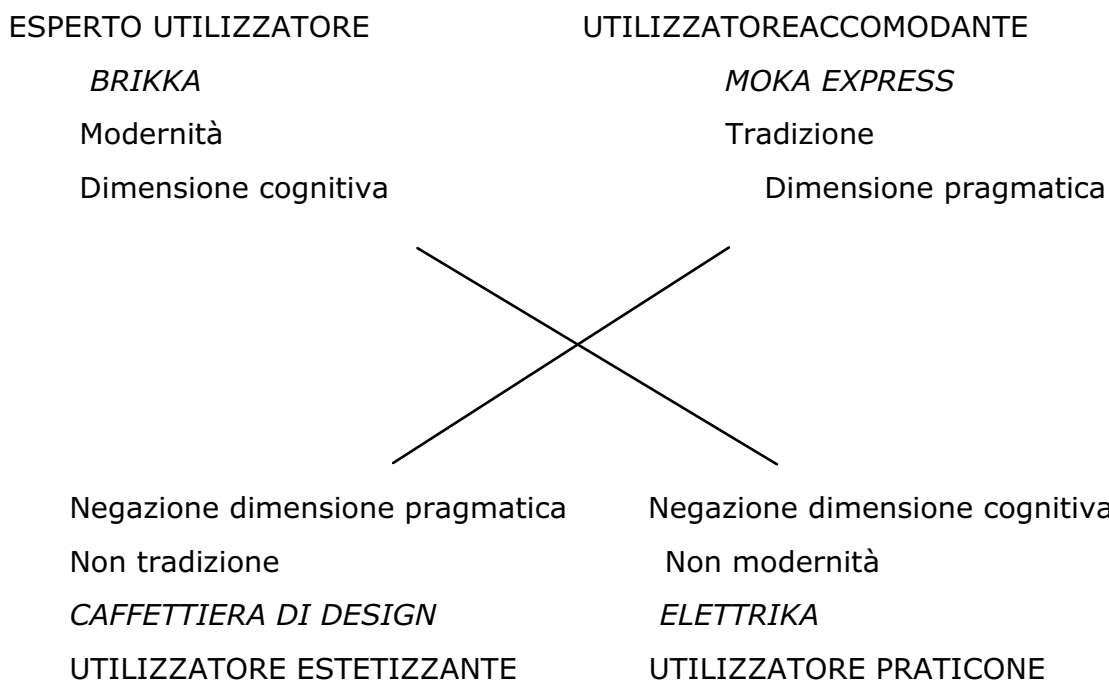 ESPERTO UTILIZZATORE UTILIZZATOREACCOMODANTE
BRIKKA MOKA EXPRESS
Modernità Tradizione
Dimensione cognitiva Dimensione pragmatica
Negazione dimensione pragmatica Negazione dimensione cognitiva
Non tradizione Non modernità
CAFFETTIERA DI DESIGN ELETTRIKA
UTILIZZATORE ESTETIZZANTE UTILIZZATORE PRATICONE